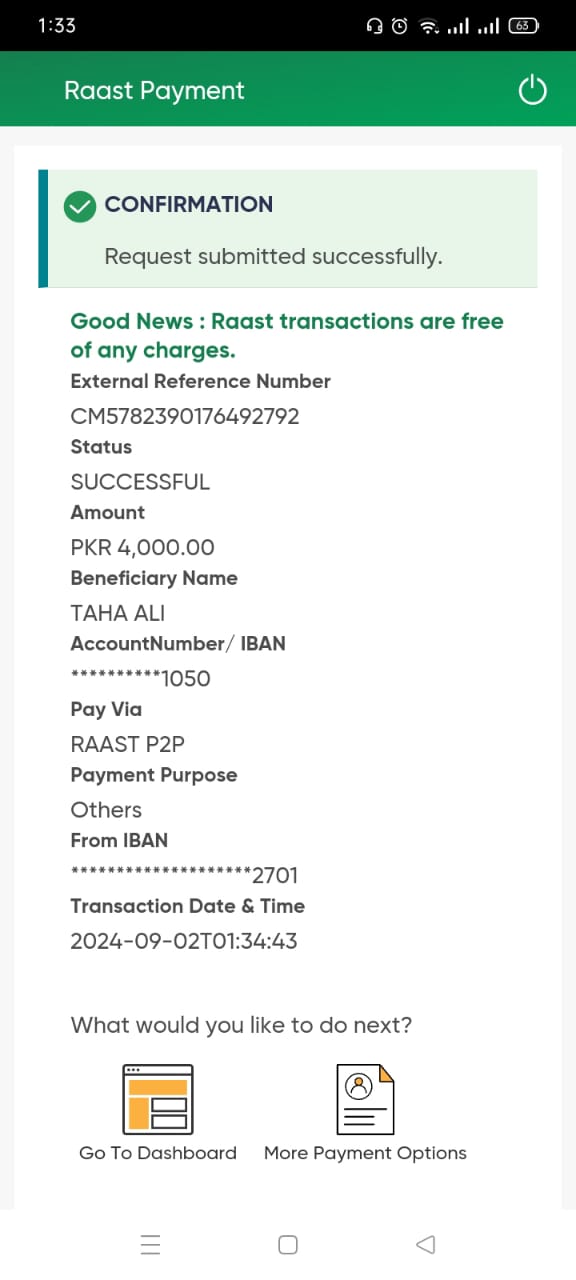 1:33
63
Raast Payment
CONFIRMATION
Request submitted successfully.
Good News : Raast transactions are free
of any charges.
External Reference Number
CM5782390176492792
Status
SUCCESSFUL
Amount
PKR 4,000.00
Beneficiary Name
TAHA ALI
AccountNumber/ IBAN
**********1050
Pay Via
RAAST P2P
Payment Purpose
Others
From IBAN
********************2701
Transaction Date & Time
2024-09-02T01:34:43
What would you like to do next?
Go To Dashboard
More Payment Options